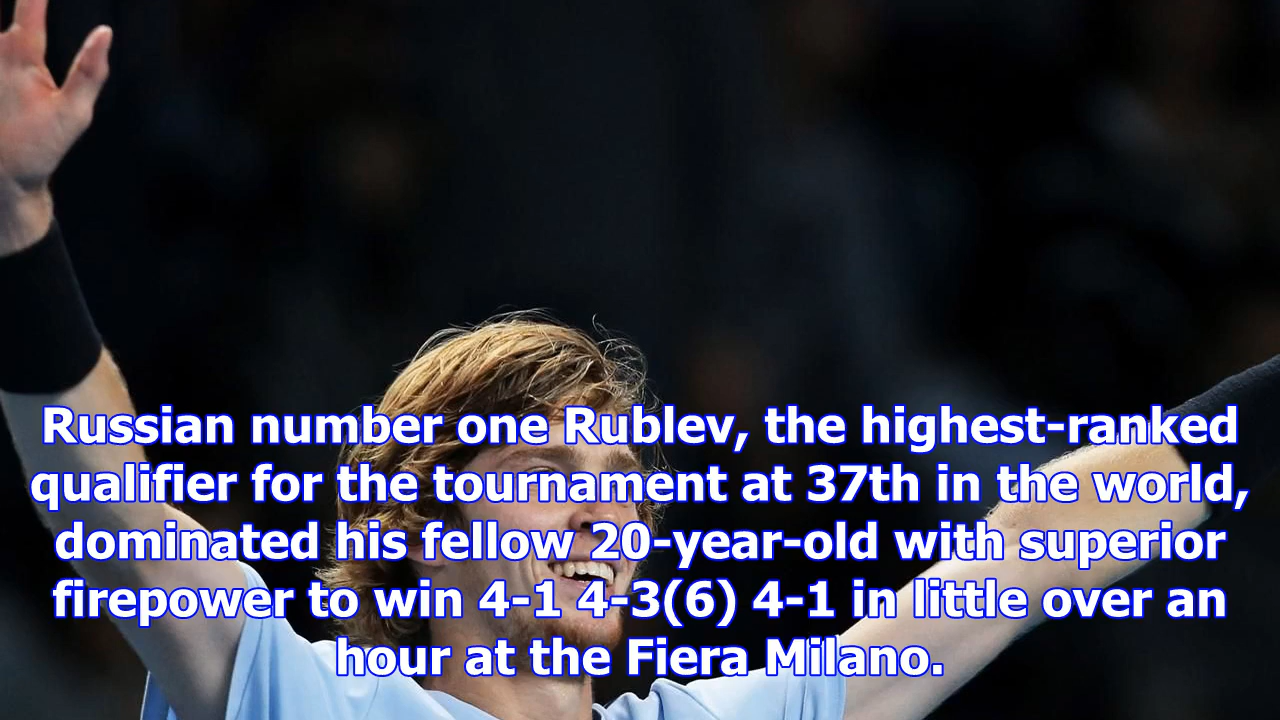 Russian number one Rublev, the highest-ranked
qualifier for the tournament at 37th in the world,
dominated his fellow 20-year-old with superior
firepower to win 4-1 4-3(6) 4-1 in little over an
hour at the Fiera Milano.